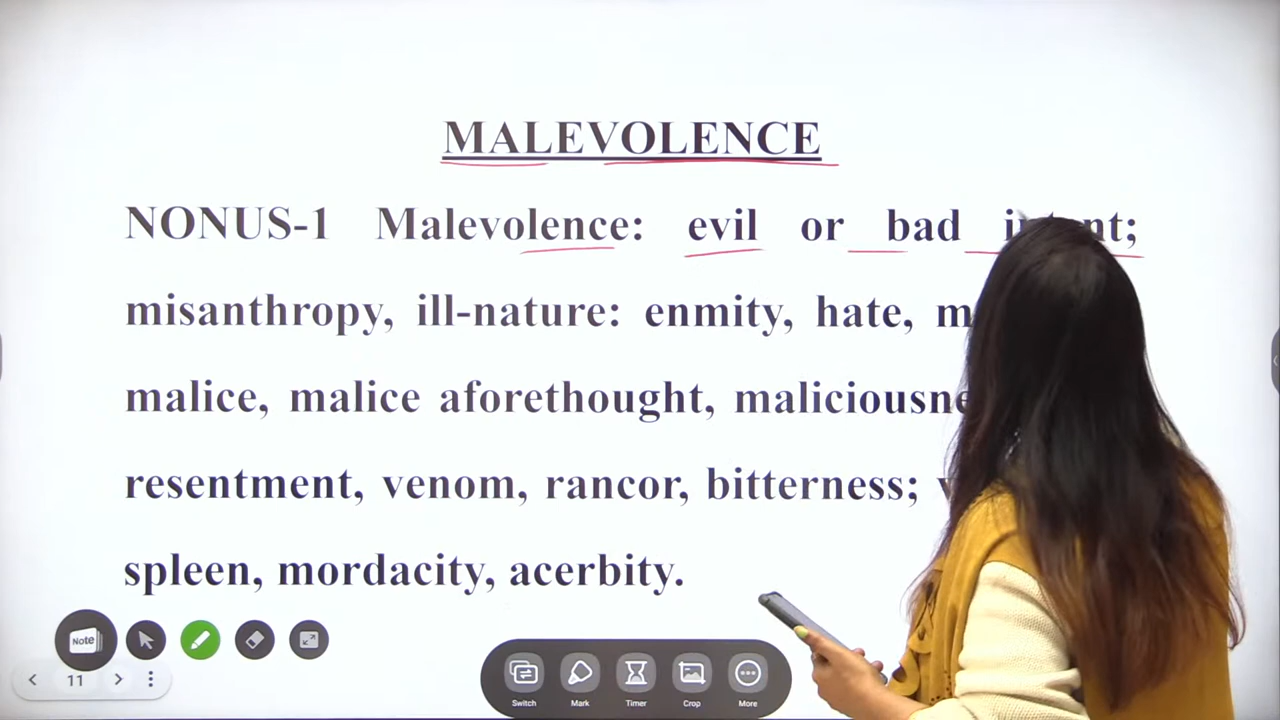 MALEVOLENCE
NONUS-1 Malevolence: evil or bad
misanthropy, ill-nature: enmity, hate,
malice, malice aforethought,
resentment, venom, rancor, bitterness;
spleen, mordacity, acerbity.
Note
11
Switch Mark Timer Crop More